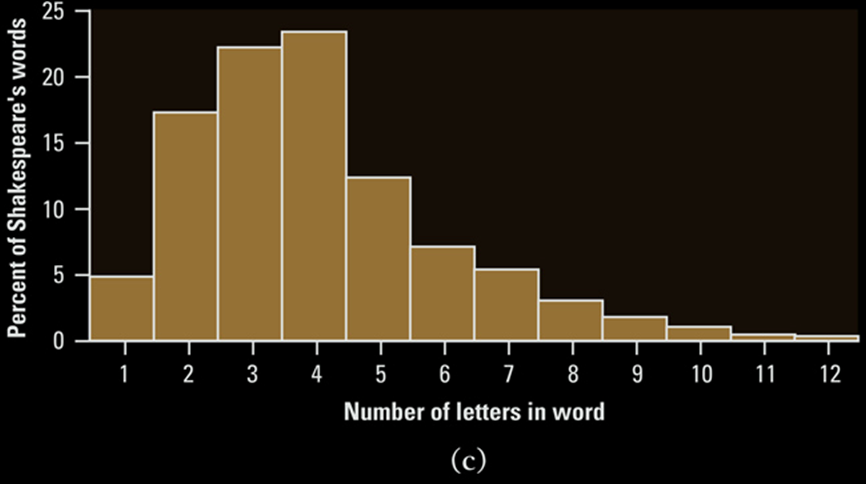 Percent of Shakespeare's words
25
20
15
10
5
0
1 2 3 4 5 6 7 8 9 10 11 12
Number of letters in word
(c)